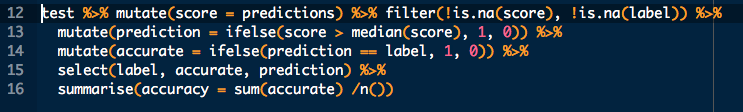 12 test %>% mutate(score = predictions) %>% filter(!is.na(score), !is.na(label)) %>%
13 mutate(prediction = ifelse(score > median(score), 1, 0)) %>%
14 mutate(accurate = ifelse(prediction == label, 1, 0)) %>%
15 select(label, accurate, prediction) %>%
16 summarise(accuracy = sum(accurate) /n())